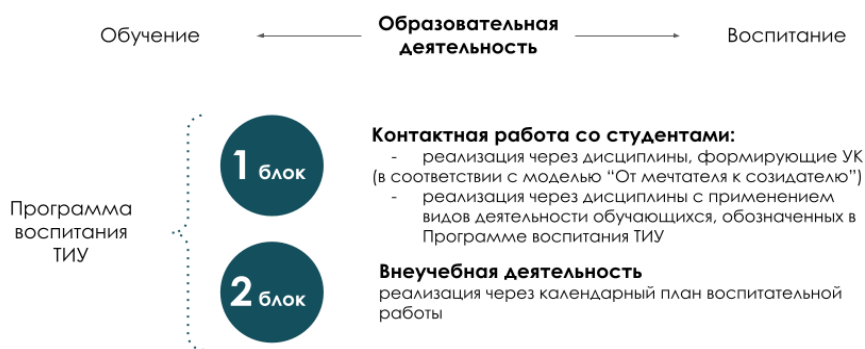 Образовательная
Обучение
деятельность
Воспитание
Контактная работа со студентами:
- реализация через дисциплины, формирующие УК
1 блок
(в соответствии с моделью “От мечтателя к созидателю”)
- реализация через дисциплины с применением
видов деятельности обучающихся, обозначенных в
Программе воспитания ТИУ
Программа
воспитания
ТИУ
Внеучебная деятельность
2 блок
реализация через календарный план воспитательной
работы